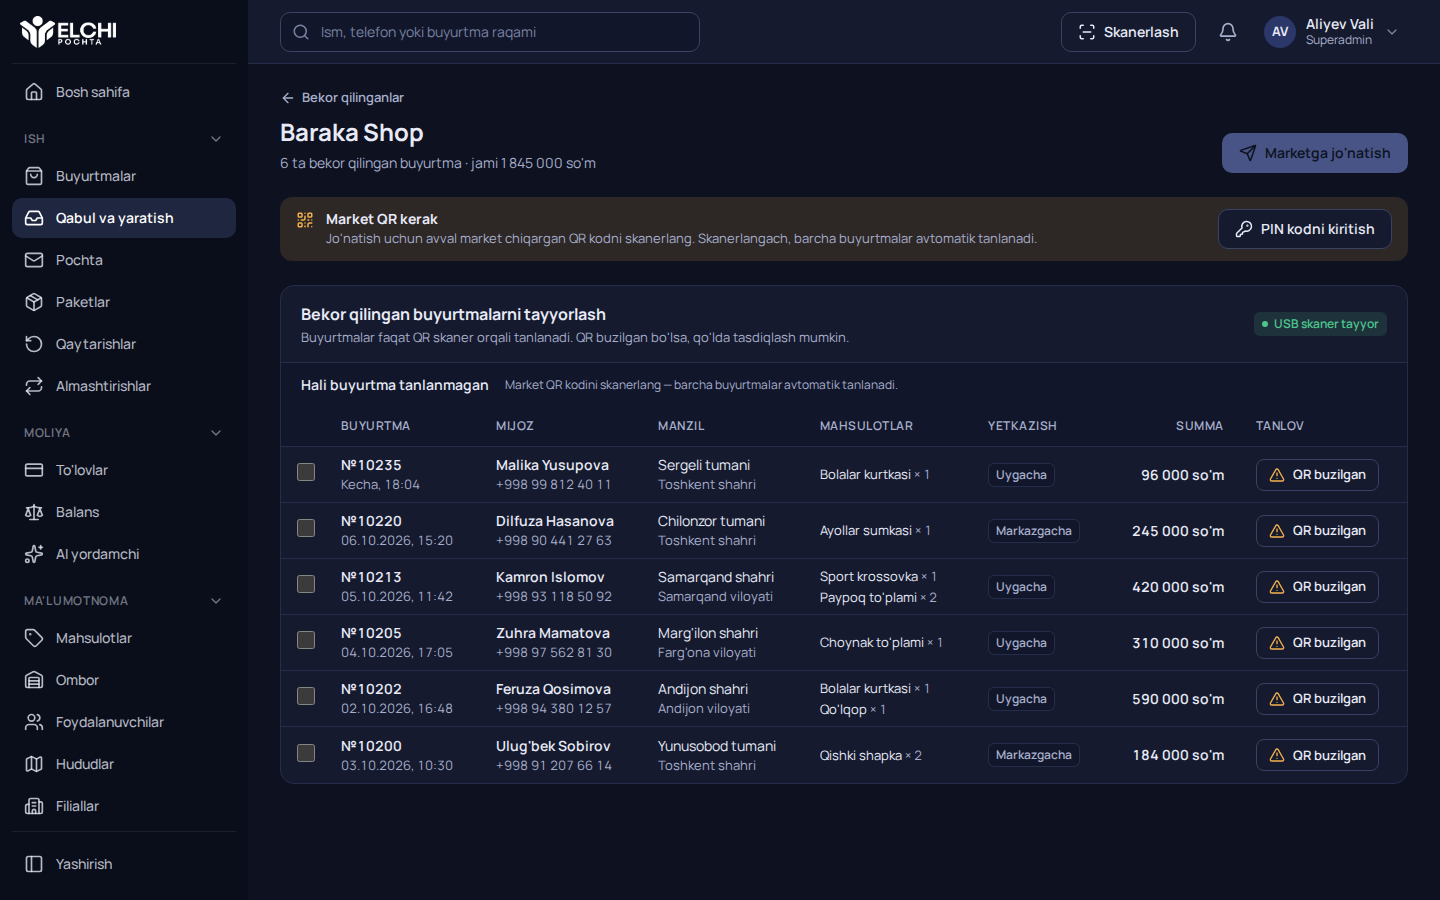 ELCHI
POCHTA
Ism, telefon yoki buyurtma raqami
Skanerlash
AV
Aliyev Vali
Superadmin
Bosh sahifa
ISH
Buyurtmalar
Qabul va yaratish
Pochta
Paketlar
Qaytarishlar
Almashtirishlar
MOLIYA
To'lovlar
Balans
AI yordamchi
MA'LUMOTNOMA
Mahsulotlar
Ombor
Foydalanuvchilar
Hududlar
Filiallar
Yashirish
Bekor qilinganlar
Baraka Shop
6 ta bekor qilingan buyurtma · jami 1 845 000 so'm
Marketga jo'natish
Market QR kerak
Jo'natish uchun avval market chiqargan QR kodni skanerlang. Skanerlangach, barcha buyurtmalar avtomatik tanlanadi.
PIN kodni kiritish
Bekor qilingan buyurtmalarni tayyorlash
Buyurtmalar faqat QR skaner orqali tanlanadi. QR buzilgan bo'lsa, qo'lda tasdiqlash mumkin.
USB skaner tayyor
Hali buyurtma tanlanmagan Market QR kodini skanerlang — barcha buyurtmalar avtomatik tanlanadi.
BUYURTMA MIJOZ MANZIL MAHSULOTLAR YETKAZISH SUMMA TANLOV
№10235 Malika Yusupova Sergeli tumani Bolalar kurtkasi × 1 Uygacha 96 000 so'm QR buzilgan
Kecha, 18:04 +998 99 812 40 11 Toshkent shahri
№10220 Dilfuza Hasanova Chilonzor tumani Ayollar sumkasi × 1 Markazgacha 245 000 so'm QR buzilgan
06.10.2026, 15:20 +998 90 441 27 63 Toshkent shahri
№10213 Kamron Islomov Samarqand shahri Sport krossovka × 1 Uygacha 420 000 so'm QR buzilgan
05.10.2026, 11:42 +998 93 118 50 92 Samarqand viloyati Paypoq to'plami × 2
№10205 Zuhra Mamatova Marg'ilon shahri Choynak to'plami × 1 Uygacha 310 000 so'm QR buzilgan
04.10.2026, 17:05 +998 97 562 81 30 Farg'ona viloyati
№10202 Feruza Qosimova Andijon shahri Bolalar kurtkasi × 1 Uygacha 590 000 so'm QR buzilgan
02.10.2026, 16:48 +998 94 380 12 57 Andijon viloyati Qo'lqop × 1
№10200 Ulug'bek Sobirov Yunusobod tumani Qishki shapka × 2 Markazgacha 184 000 so'm QR buzilgan
03.10.2026, 10:30 +998 91 207 66 14 Toshkent shahri